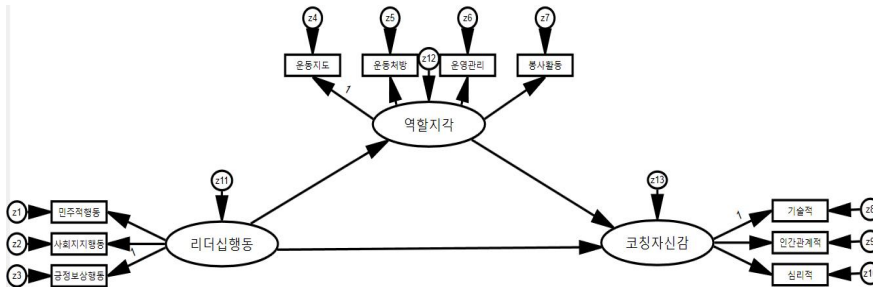 z4
z5
z6
z7
운동지도
운동처방
z12
운영관리
봉사활동
1
역할지각
z11
z13
z1
민주적행동
z2
사회지지행동
1
z3
긍정보상행동
리더십행동
코칭자신감
1
기술적
z8
인간관계적
z9
심리적
z10